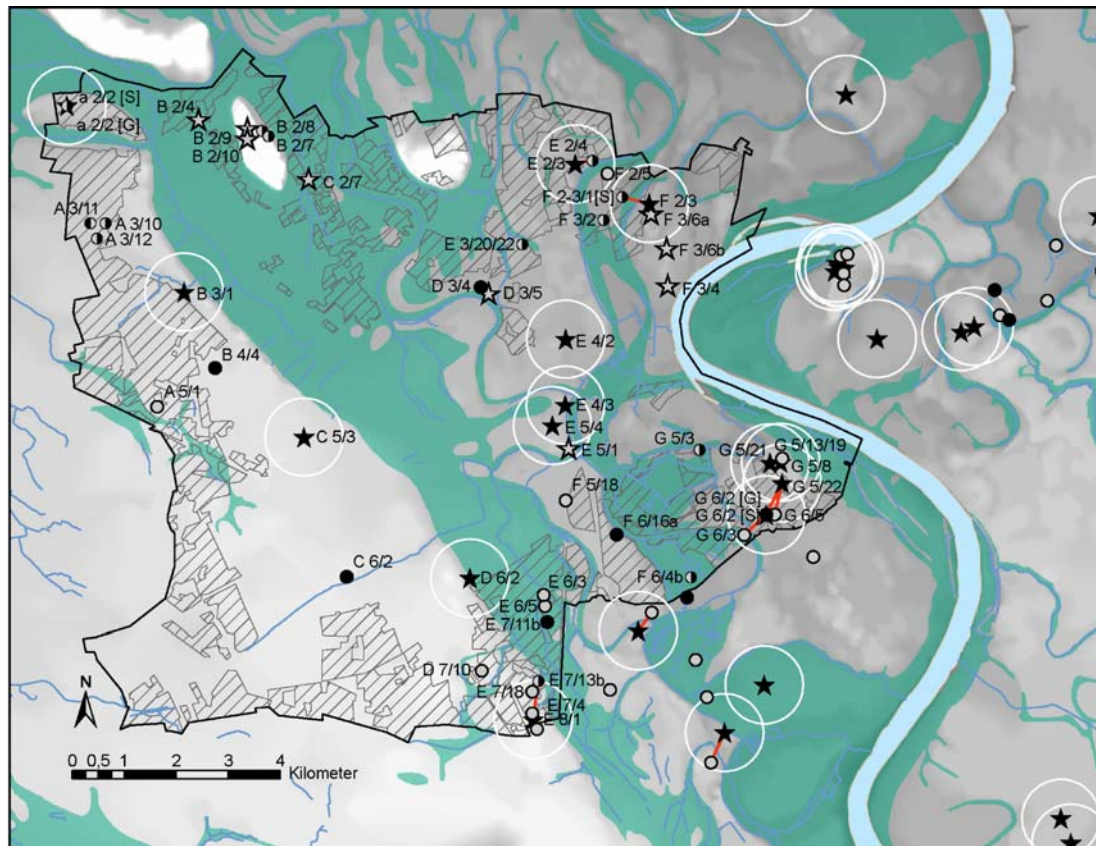 a 2/2 [S]
a 2/2 [G]
B 2/4
B 2/8
B 2/9
B 2/7
B 2/10
C 2/7
E 2/4
E 2/3
F 2/5
F 2-3/1[S]
F 2/3
F 3/2
F 3/6a
F 3/6b
A 3/11
A 3/10
A 3/12
E 3/20/22
D 3/4
D 3/5
F 3/4
B 3/1
E 4/2
B 4/4
A 5/1
E 4/3
E 5/4
C 5/3
E 5/1
G 5/3
G 5/21
G 5/13/19
G 5/8
G 5/22
F 5/18
G 6/2 [G]
G 6/2 [S]
G 6/5
G 6/3
F 6/16a
C 6/2
D 6/2
E 6/3
F 6/4b
E 6/5
E 7/11b
D 7/10
E 7/13b
E 7/18
E 7/4
E 8/1
N
0 0,5 1 2 3 4 Kilometer